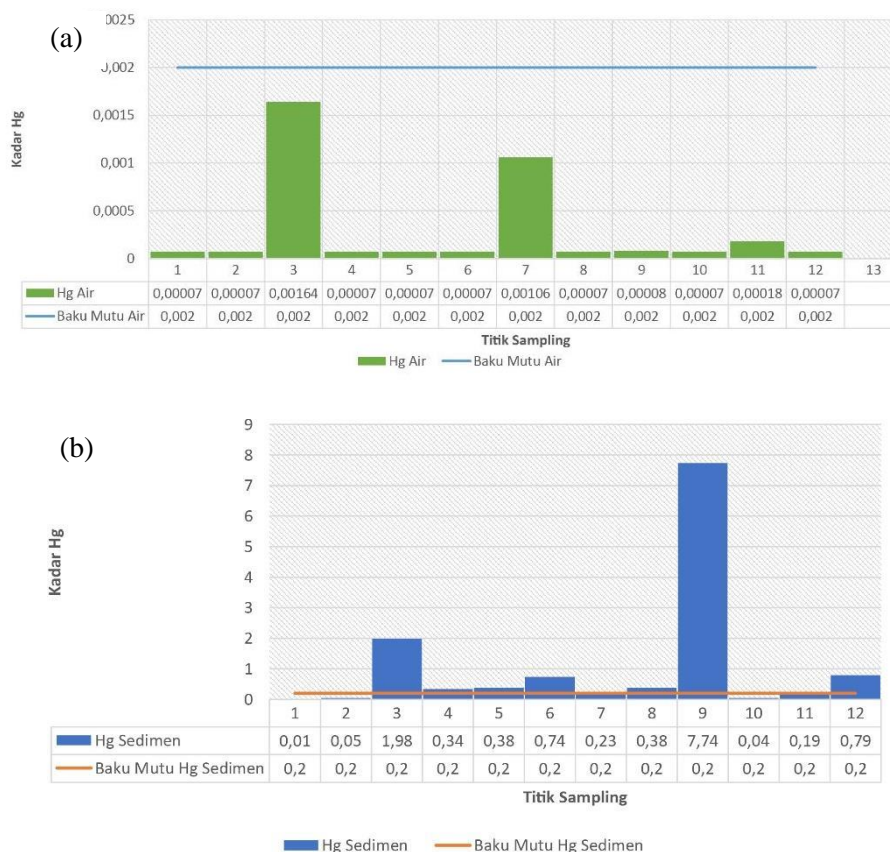 (a)
Kadar Hg
0025
0,002
0,0015
0,001
0,0005
0
1 2 3 4 5 6 7 8 9 10 11 12 13
Hg Air 0,00007 0,00007 0,00164 0,00007 0,00007 0,00007 0,00106 0,00007 0,00008 0,00007 0,00018 0,00007
Baku Mutu Air 0,002 0,002 0,002 0,002 0,002 0,002 0,002 0,002 0,002 0,002 0,002 0,002
Titik Sampling
Hg Air Baku Mutu Air
(b)
Kadar Hg
9
8
7
6
5
4
3
2
1
0
1 2 3 4 5 6 7 8 9 10 11 12
Hg Sedimen 0,01 0,05 1,98 0,34 0,38 0,74 0,23 0,38 7,74 0,04 0,19 0,79
Baku Mutu Hg Sedimen 0,2 0,2 0,2 0,2 0,2 0,2 0,2 0,2 0,2 0,2 0,2 0,2
Titik Sampling
Hg Sedimen Baku Mutu Hg Sedimen